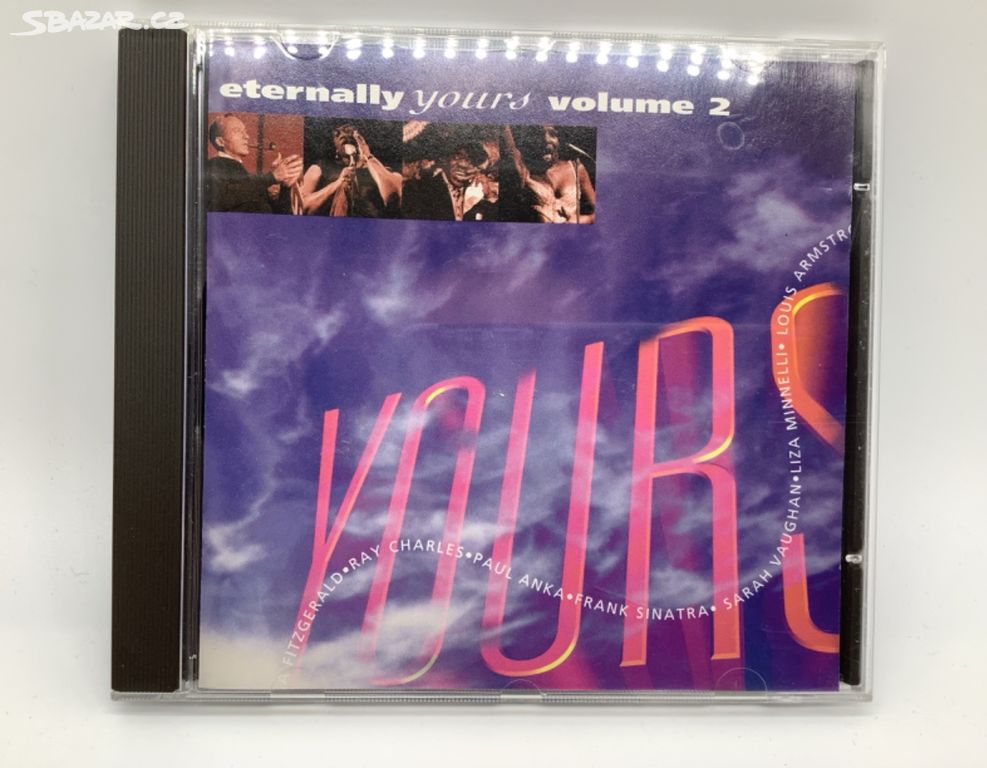 SBAZAR.CZ
eternally yours volume 2
A FITZGERALD•RAY CHARLES•PAUL ANKA•FRANK SINATRA•SARAH VAUGHAN•LIZA MINNELLI•LOUIS ARMSTRO
YOURS